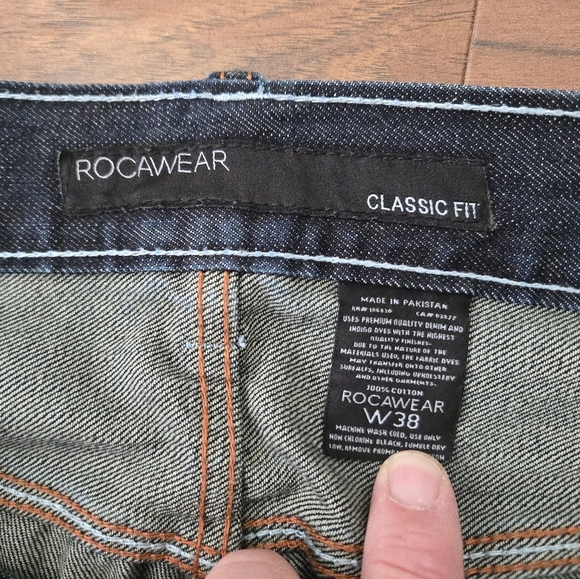 ROCAWEAR
CLASSIC FIT
MADE IN PAKISTAN
USES PREMIUM QUALITY DENIM AND
INDIGO DYES WITH THE HIGHEST
QUALITY FINISHES.
DUE TO THE NATURE OF THE
MATERIALS USED, THE FABRIC DYES
MAY TRANSFER ONTO OTHER
SURFACES, INCLUDING UPHOLSTERY
AND OTHER GARMENTS.
100% COTTON
ROCAWEAR
W38
MACHINE WASH COLD, USE ONLY
NON CHLORINE BLEACH, TUMBLE DRY
LOW, REMOVE